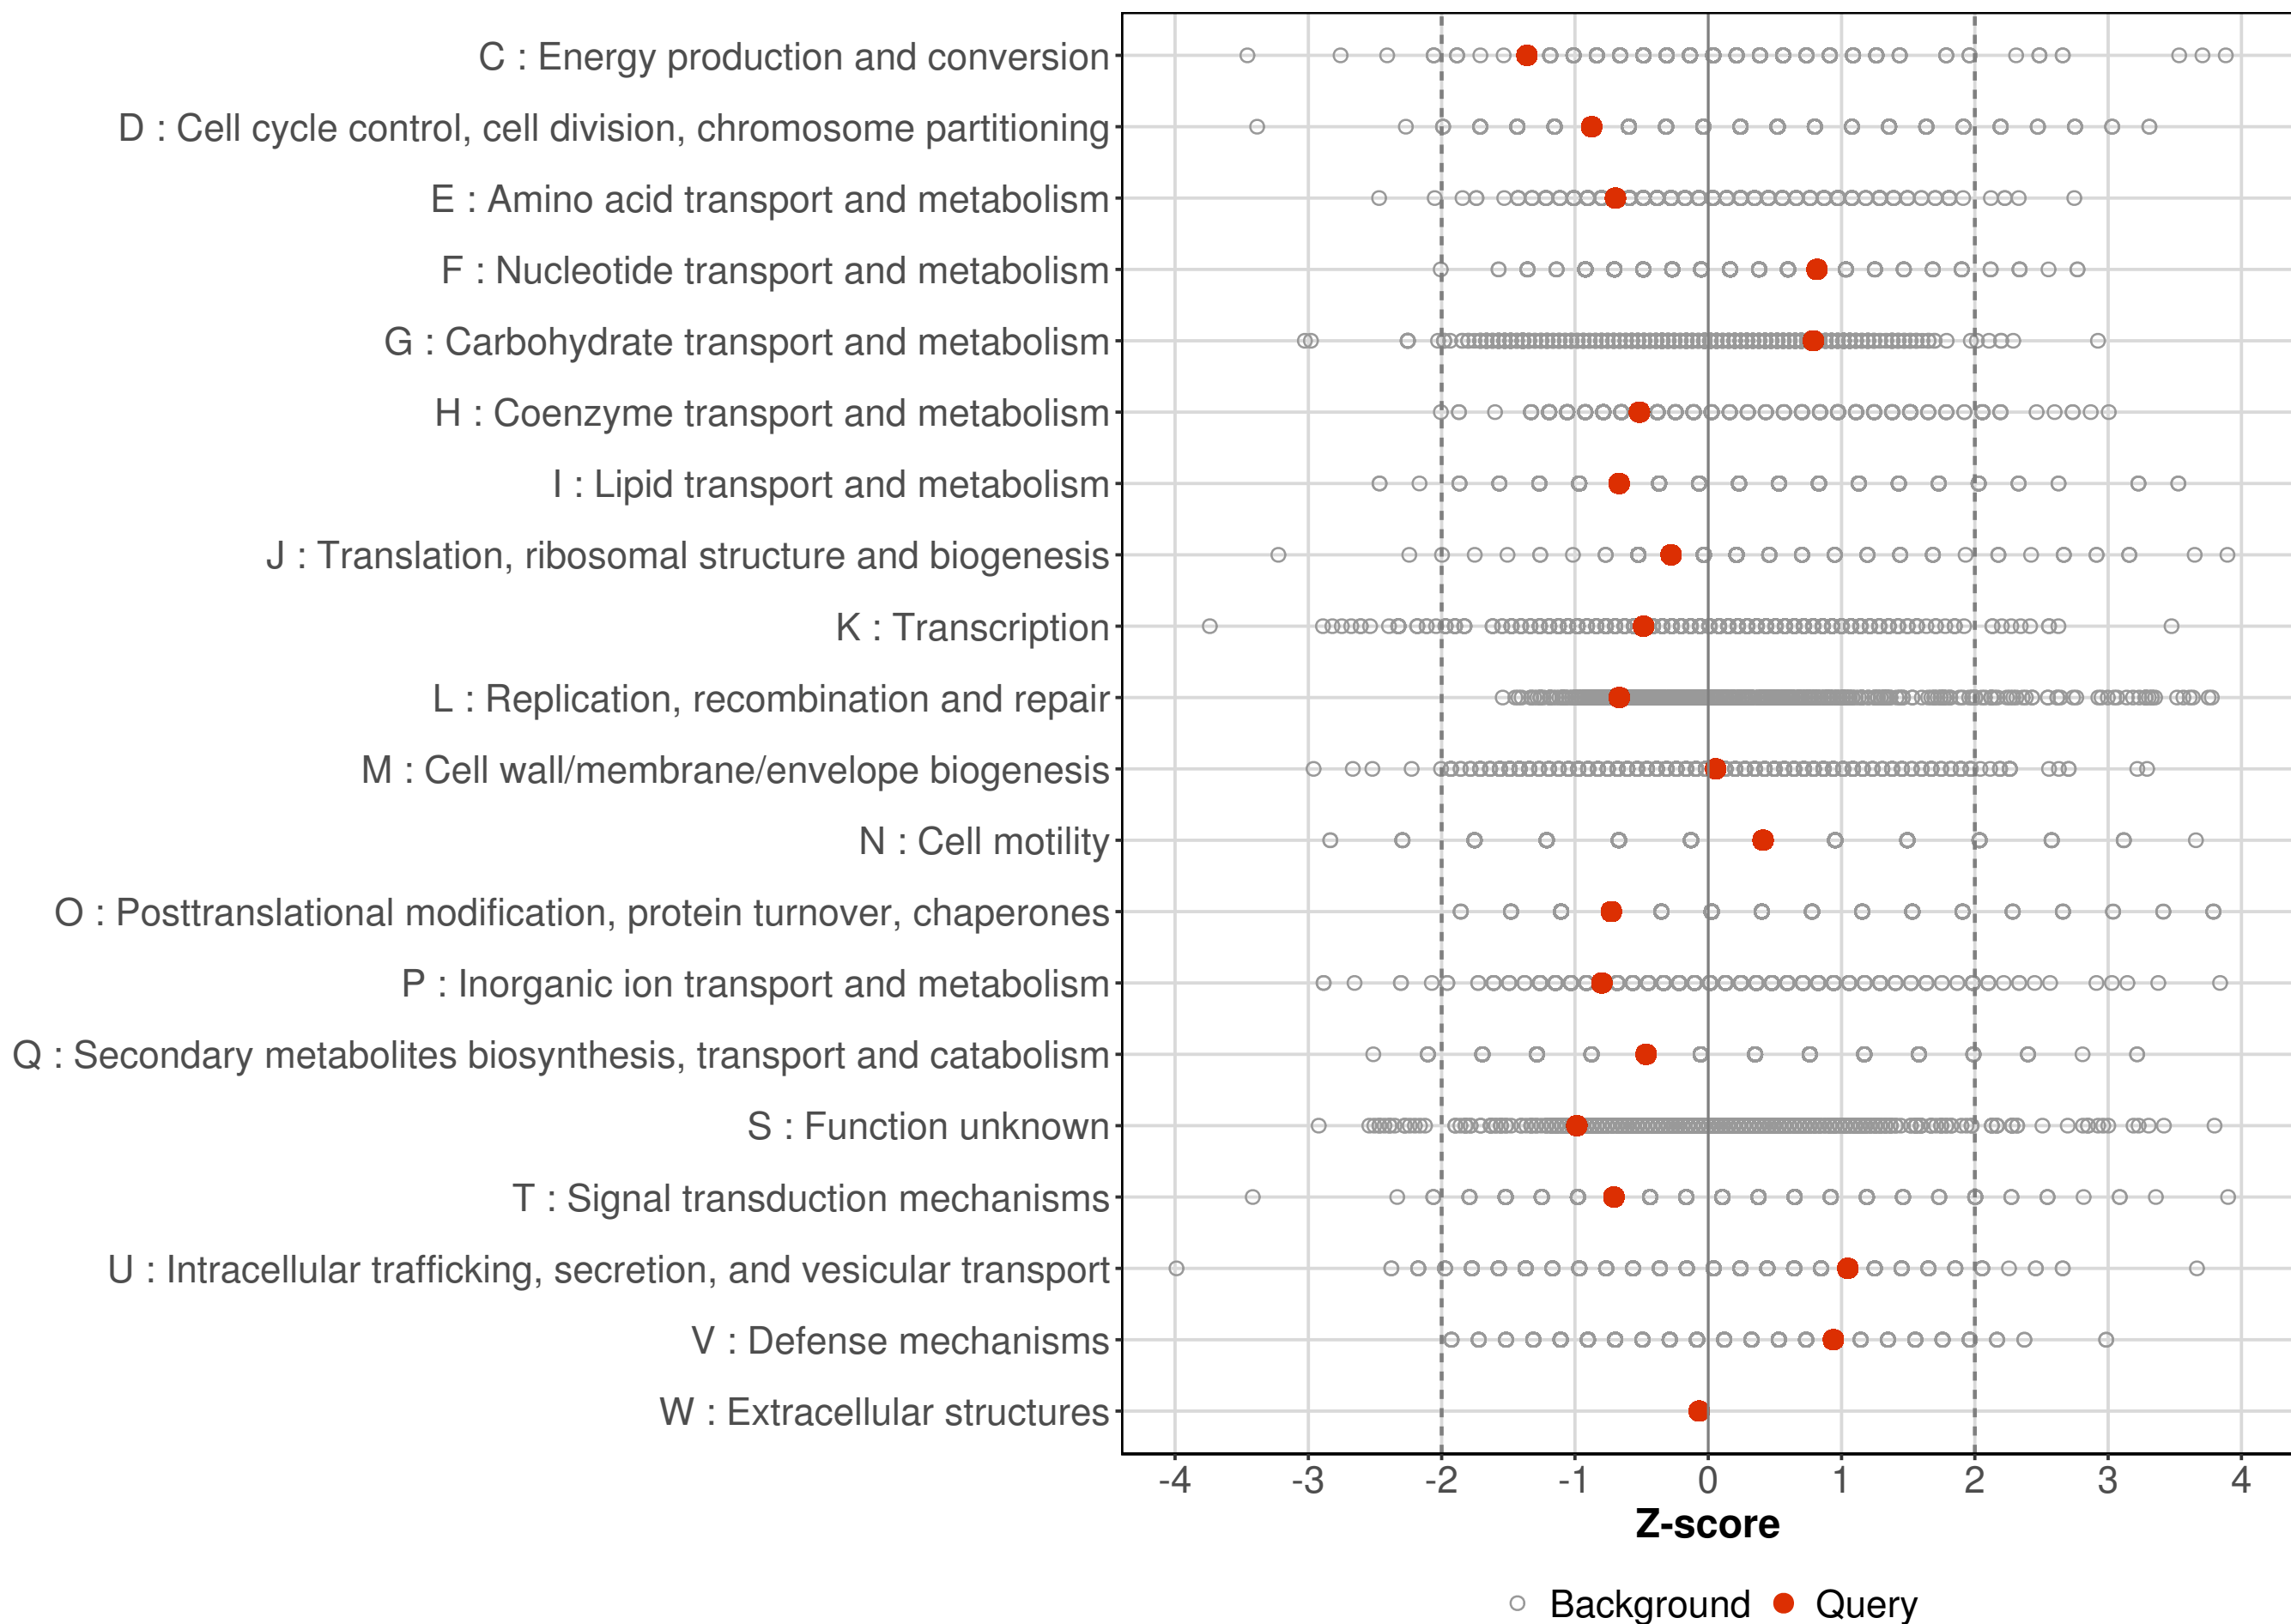 C : Energy production and conversion
D : Cell cycle control, cell division, chromosome partitioning
E : Amino acid transport and metabolism
F : Nucleotide transport and metabolism
G : Carbohydrate transport and metabolism
H : Coenzyme transport and metabolism
I : Lipid transport and metabolism
J : Translation, ribosomal structure and biogenesis
K : Transcription
L : Replication, recombination and repair
M : Cell wall/membrane/envelope biogenesis
N : Cell motility
O : Posttranslational modification, protein turnover, chaperones
P : Inorganic ion transport and metabolism
Q : Secondary metabolites biosynthesis, transport and catabolism
S : Function unknown
T : Signal transduction mechanisms
U : Intracellular trafficking, secretion, and vesicular transport
V : Defense mechanisms
W : Extracellular structures
-4 -3 -2 -1 0 1 2 3 4
Z-score
Background Query